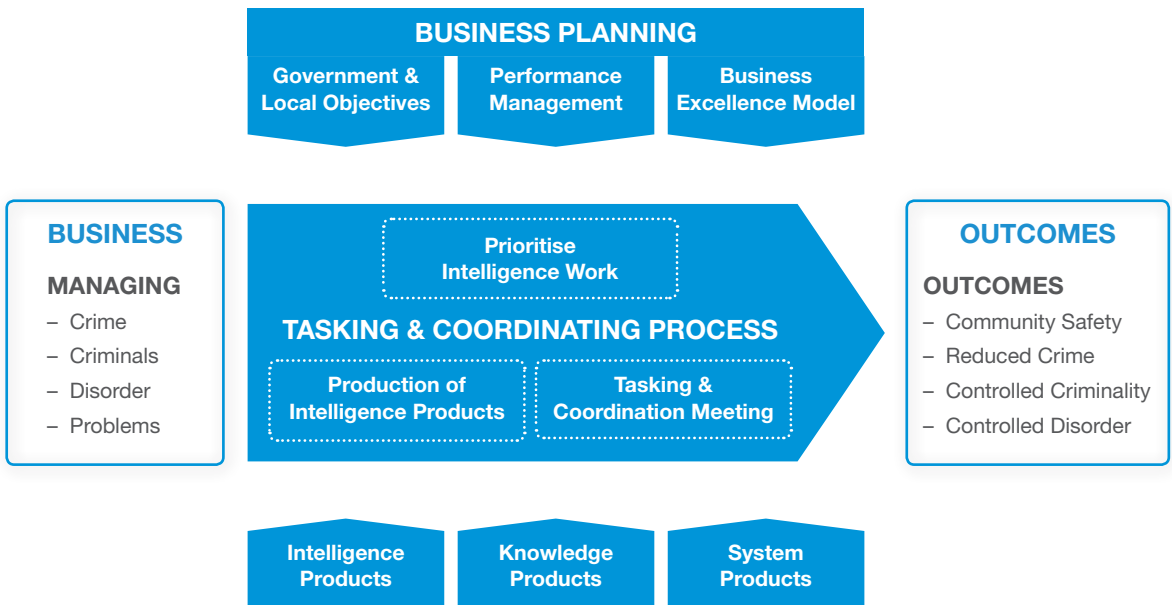 BUSINESS PLANNING
Government &
Local Objectives
Performance
Management
Business
Excellence Model
BUSINESS
MANAGING
– Crime
– Criminals
– Disorder
– Problems
Prioritise
Intelligence Work
TASKING & COORDINATING PROCESS
Production of
Intelligence Products
Tasking &
Coordination Meeting
OUTCOMES
OUTCOMES
– Community Safety
– Reduced Crime
– Controlled Criminality
– Controlled Disorder
Intelligence
Products
Knowledge
Products
System
Products